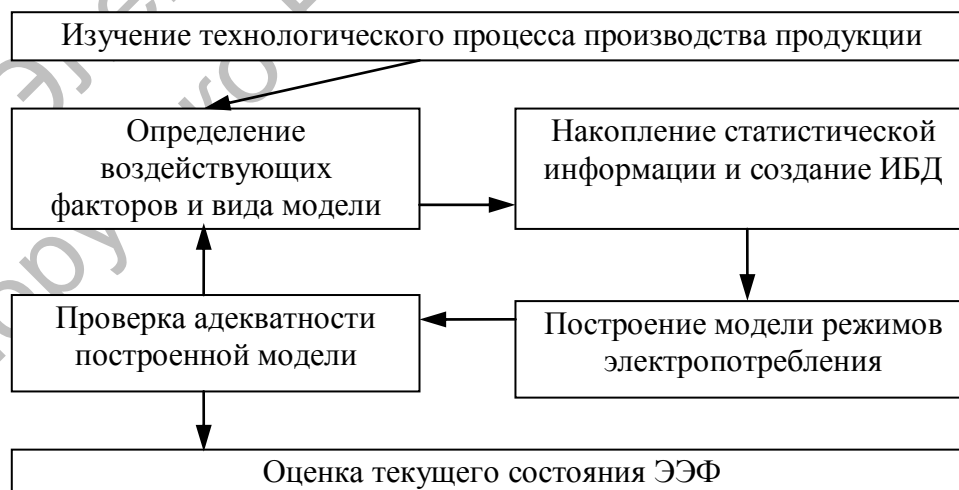 Изучение технологического процесса производства продукции
Определение
воздействующих
факторов и вида модели
Накопление статистической
информации и создание ИБД
Построение модели режимов
электропотребления
Проверка адекватности
построенной модели
Оценка текущего состояния ЭЭФ